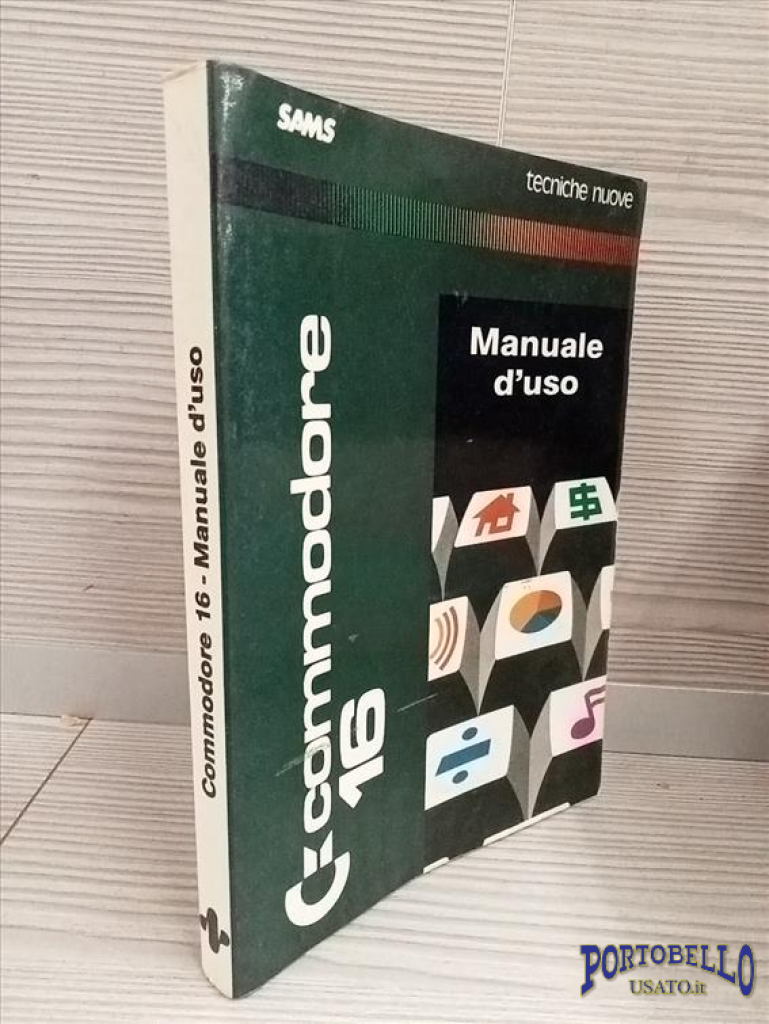 SAMS
tecniche nuove
Manuale
d'uso
commodore
16
Commodore 16 - Manuale d'uso
PORTOBELLO
USATO.it